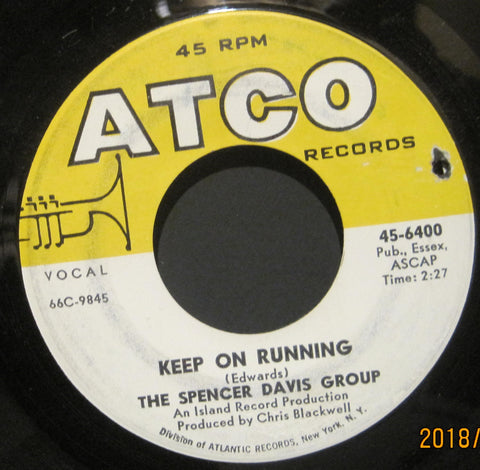 45 RPM
ATCO
RECORDS
45-6400
Pub., Essex,
ASCAP
Time: 2:27
VOCAL
66C-9845
KEEP ON RUNNING
(Edwards)
THE SPENCER DAVIS GROUP
An Island Record Production
Produced by Chris Blackwell
Division of ATLANTIC RECORDS, New York, N. Y.
2018/